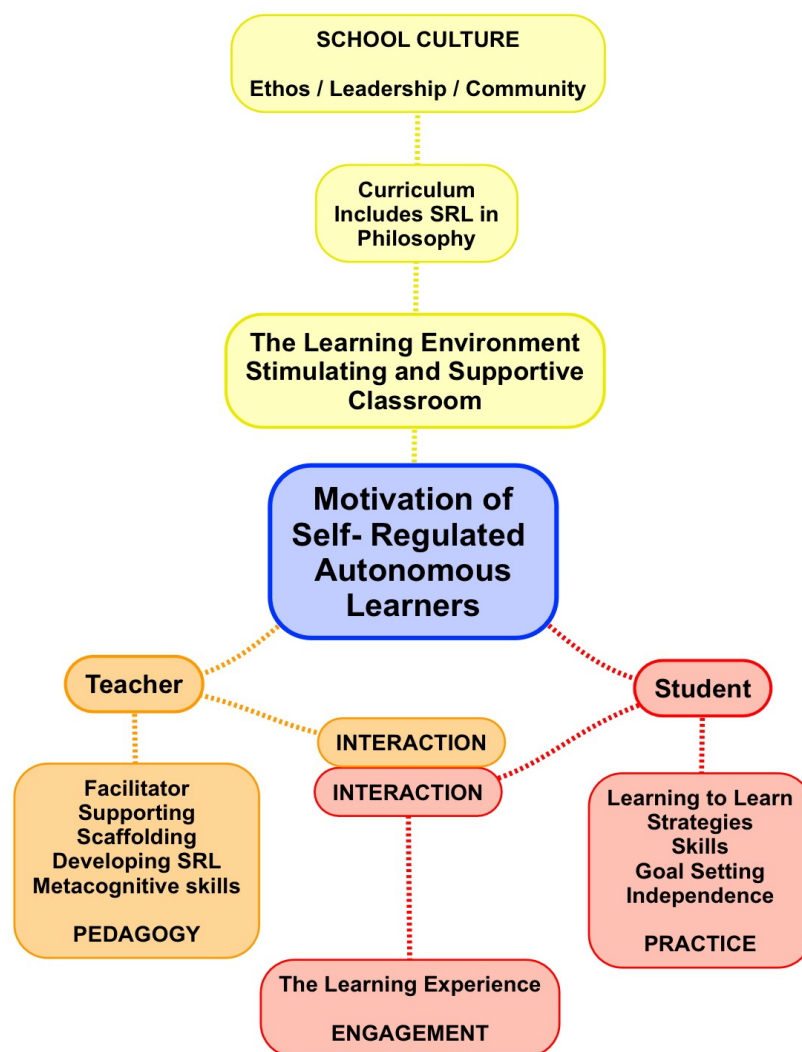 SCHOOL CULTURE
Ethos / Leadership / Community
Curriculum
Includes SRL in
Philosophy
The Learning Environment
Stimulating and Supportive
Classroom
Motivation of
Self- Regulated
Autonomous
Learners
Teacher
Student
INTERACTION
INTERACTION
Facilitator
Supporting
Scaffolding
Developing SRL
Metacognitive skills
PEDAGOGY
Learning to Learn
Strategies
Skills
Goal Setting
Independence
PRACTICE
The Learning Experience
ENGAGEMENT